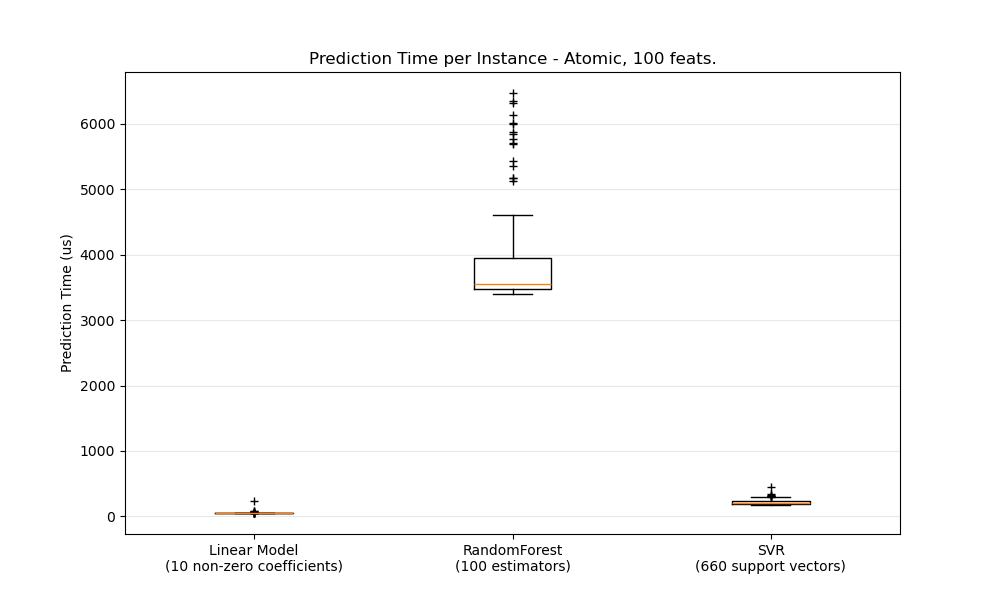 Prediction Time per Instance - Atomic, 100 feats.
Prediction Time (us)
6000
5000
4000
3000
2000
1000
0
Linear Model
(10 non-zero coefficients)
RandomForest
(100 estimators)
SVR
(660 support vectors)